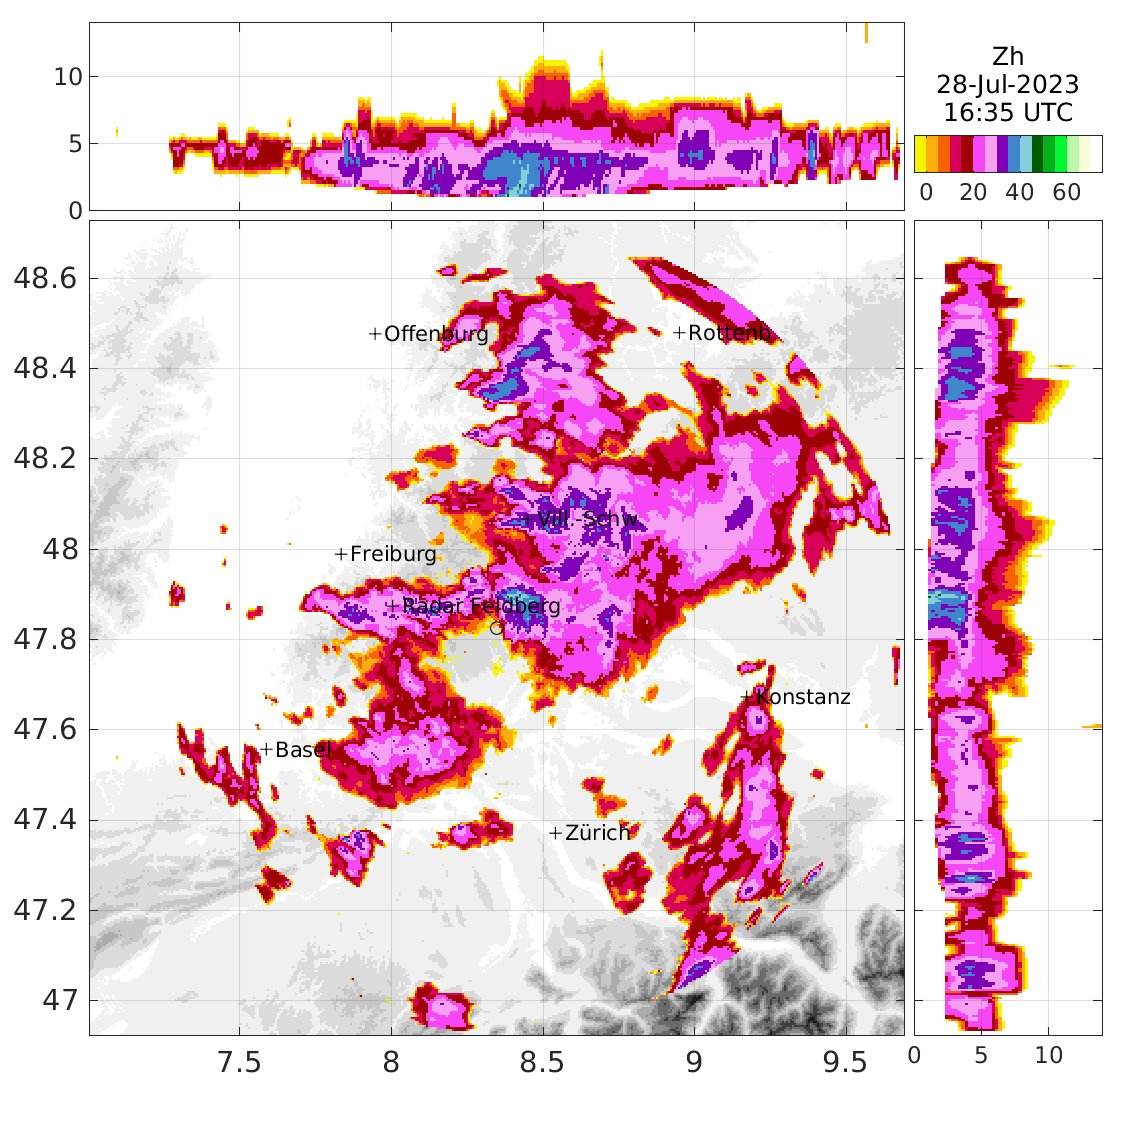 Zh
28-Jul-2023
16:35 UTC
0 20 40 60
10
5
0
48.6
48.4
48.2
48
47.8
47.6
47.4
47.2
47
+Offenburg
+Rottenb.
+Vill.-Schw.
+Freiburg
+Radar Feldberg
+Konstanz
+Basel
+Zürich
7.5 8 8.5 9 9.5
0 5 10